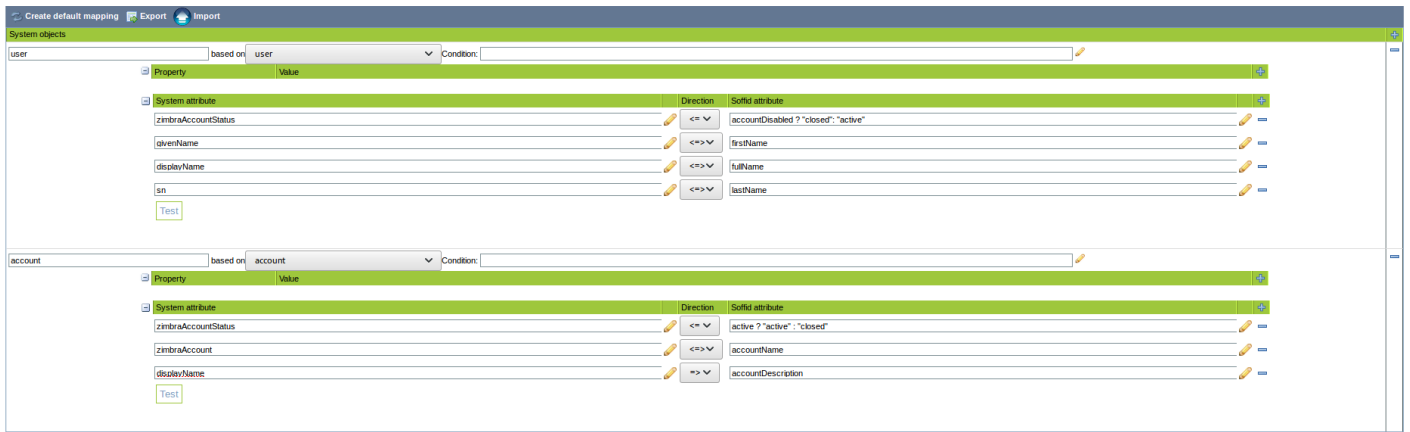 Create default mapping Export Import
System objects
user based on user Condition:
Property Value
System attribute Direction Soffid attribute
zimbraAccountStatus <= accountDisabled ? "closed": "active"
givenName <=> firstName
displayName <=> fullName
sn <=> lastName
Test
account based on account Condition:
Property Value
System attribute Direction Soffid attribute
zimbraAccountStatus <= active ? "active" : "closed"
zimbraAccount <=> accountName
displayName => accountDescription
Test